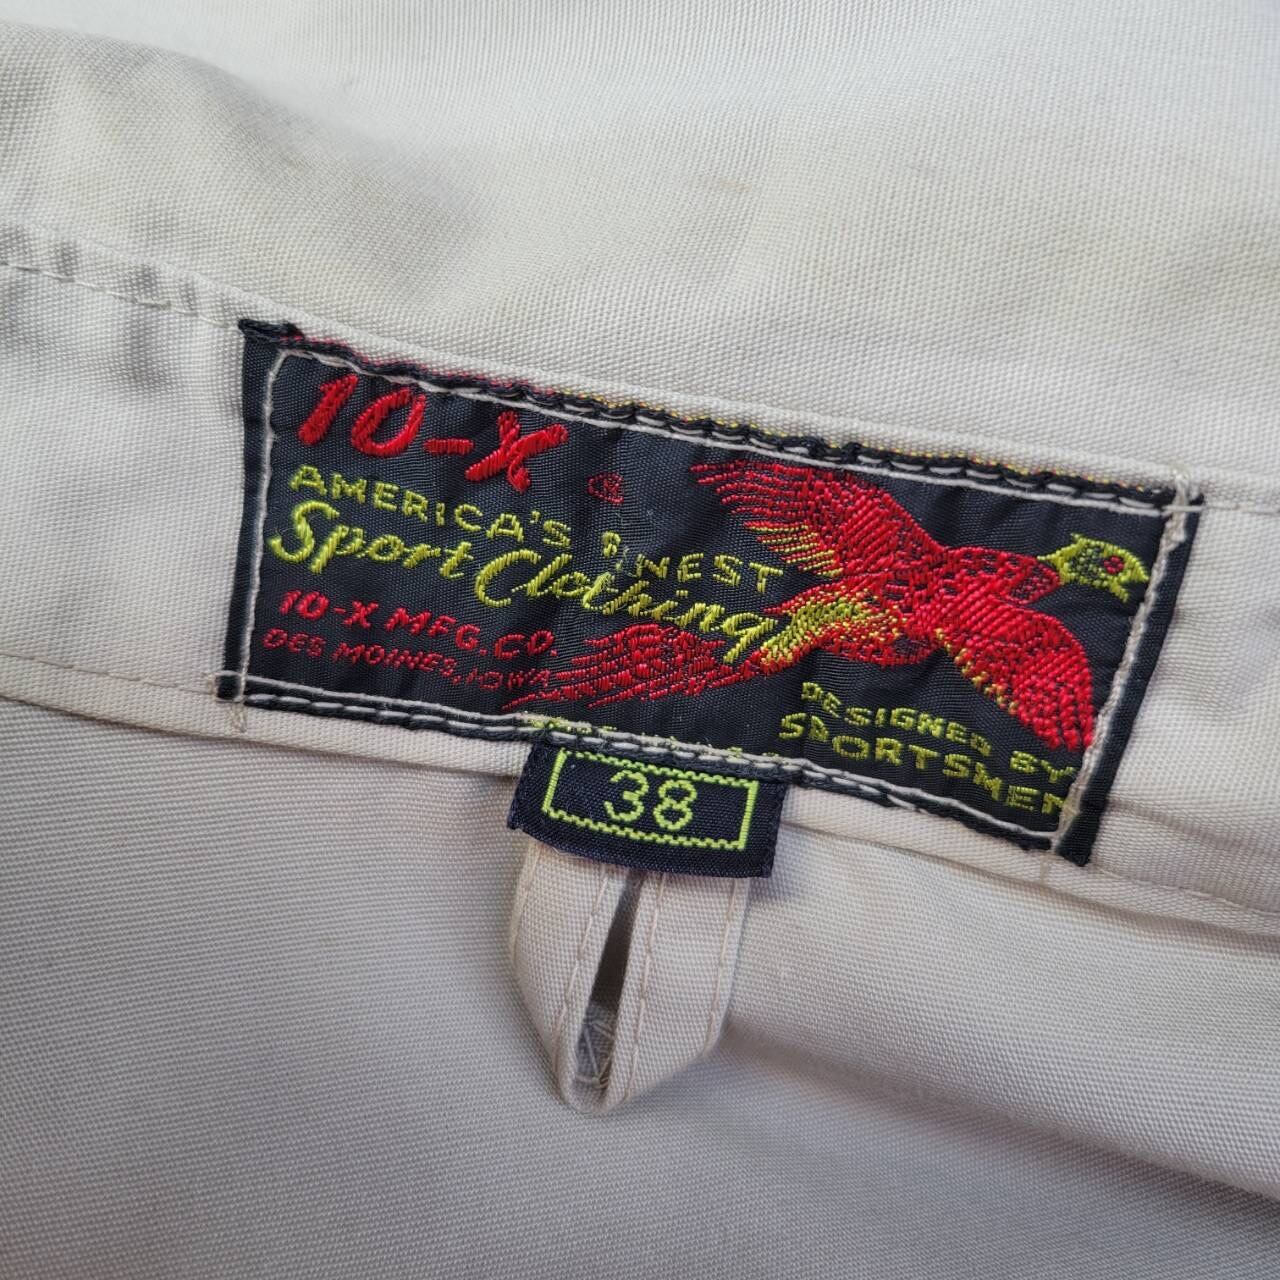 10-X ®
AMERICA'S FINEST
Sport Clothing
10-X MFG. CO.
DES MOINES, IOWA
DESIGNED BY
SPORTSMEN
38